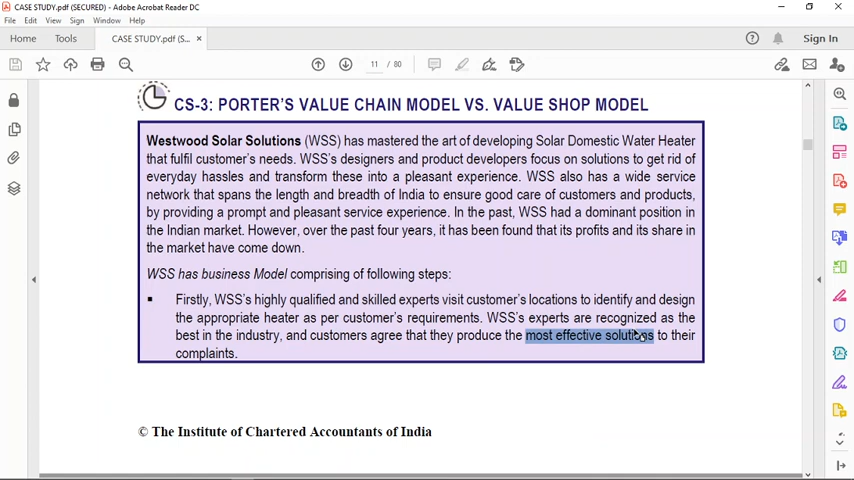 CASE STUDY.pdf (SECURED) - Adobe Acrobat Reader DC
File Edit View Sign Window Help
Home Tools CASE STUDY.pdf (S... × Sign In
11 / 80
CS-3: PORTER'S VALUE CHAIN MODEL VS. VALUE SHOP MODEL
Westwood Solar Solutions (WSS) has mastered the art of developing Solar Domestic Water Heater
that fulfil customer's needs. WSS's designers and product developers focus on solutions to get rid of
everyday hassles and transform these into a pleasant experience. WSS also has a wide service
network that spans the length and breadth of India to ensure good care of customers and products,
by providing a prompt and pleasant service experience. In the past, WSS had a dominant position in
the Indian market. However, over the past four years, it has been found that its profits and its share in
the market have come down.
WSS has business Model comprising of following steps:
▪ Firstly, WSS's highly qualified and skilled experts visit customer's locations to identify and design
the appropriate heater as per customer's requirements. WSS's experts are recognized as the
best in the industry, and customers agree that they produce the most effective solutions to their
complaints.
© The Institute of Chartered Accountants of India